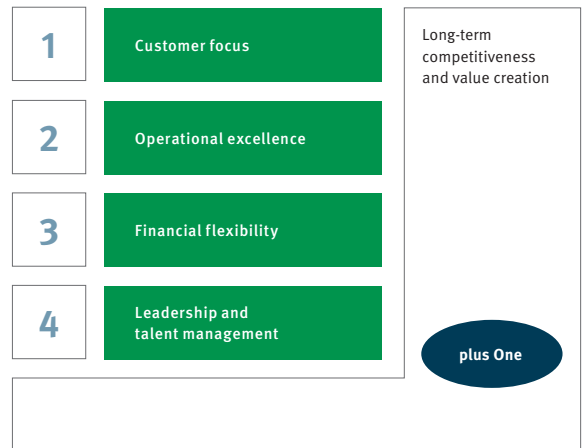 1
Customer focus
2
Operational excellence
3
Financial flexibility
4
Leadership and
talent management
Long-term
competitiveness
and value creation
plus One